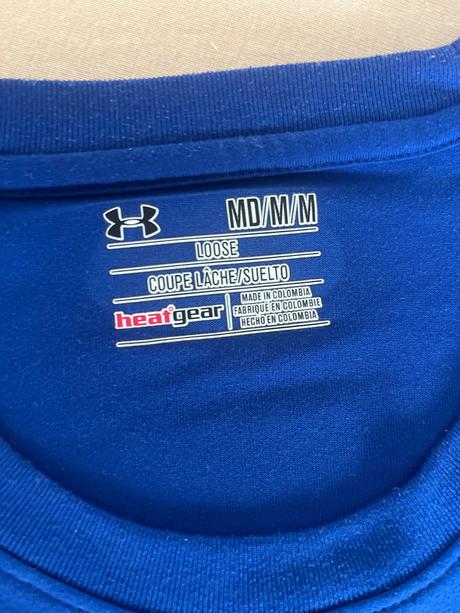 MD/M/M
LOOSE
COUPE LÂCHE/SUELTO
heatgear
MADE IN COLOMBIA
FABRIQUÉ EN COLOMBIE
HECHO EN COLOMBIA